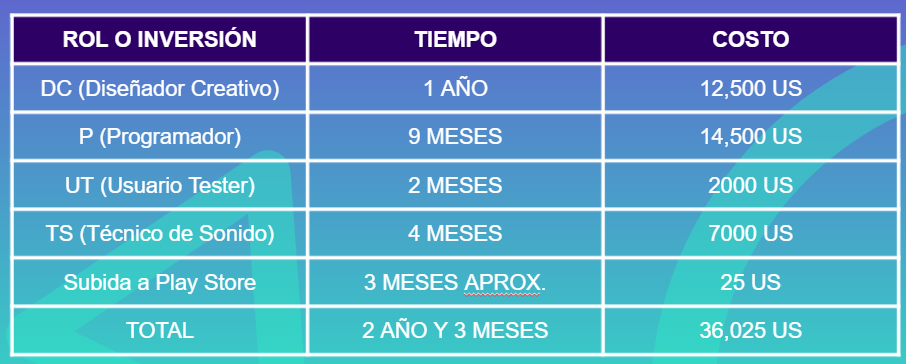 ROL O INVERSIÓN TIEMPO COSTO
DC (Diseñador Creativo) 1 AÑO 12,500 US
P (Programador) 9 MESES 14,500 US
UT (Usuario Tester) 2 MESES 2000 US
TS (Técnico de Sonido) 4 MESES 7000 US
Subida a Play Store 3 MESES APROX. 25 US
TOTAL 2 AÑO Y 3 MESES 36,025 US